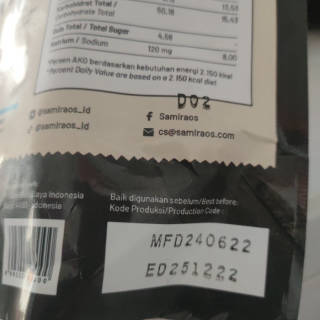 Karbohidrat Total /
Carbohydrate Total 50,18 15,43
Gula Total / Total Sugar 4,58 -
Natrium / Sodium 120 mg 8,00
*Persen AKG berdasarkan kebutuhan energi 2.150 kkal
*Percent Daily Value are based on a 2.150 kcal diet
D02
@samiraos_id
Samiraos
@samiraos_id
cs@samiraos.com
Indonesia
Baik digunakan sebelum/Best before:
Kode Produksi/Production Code :
MFD240622
ED251222